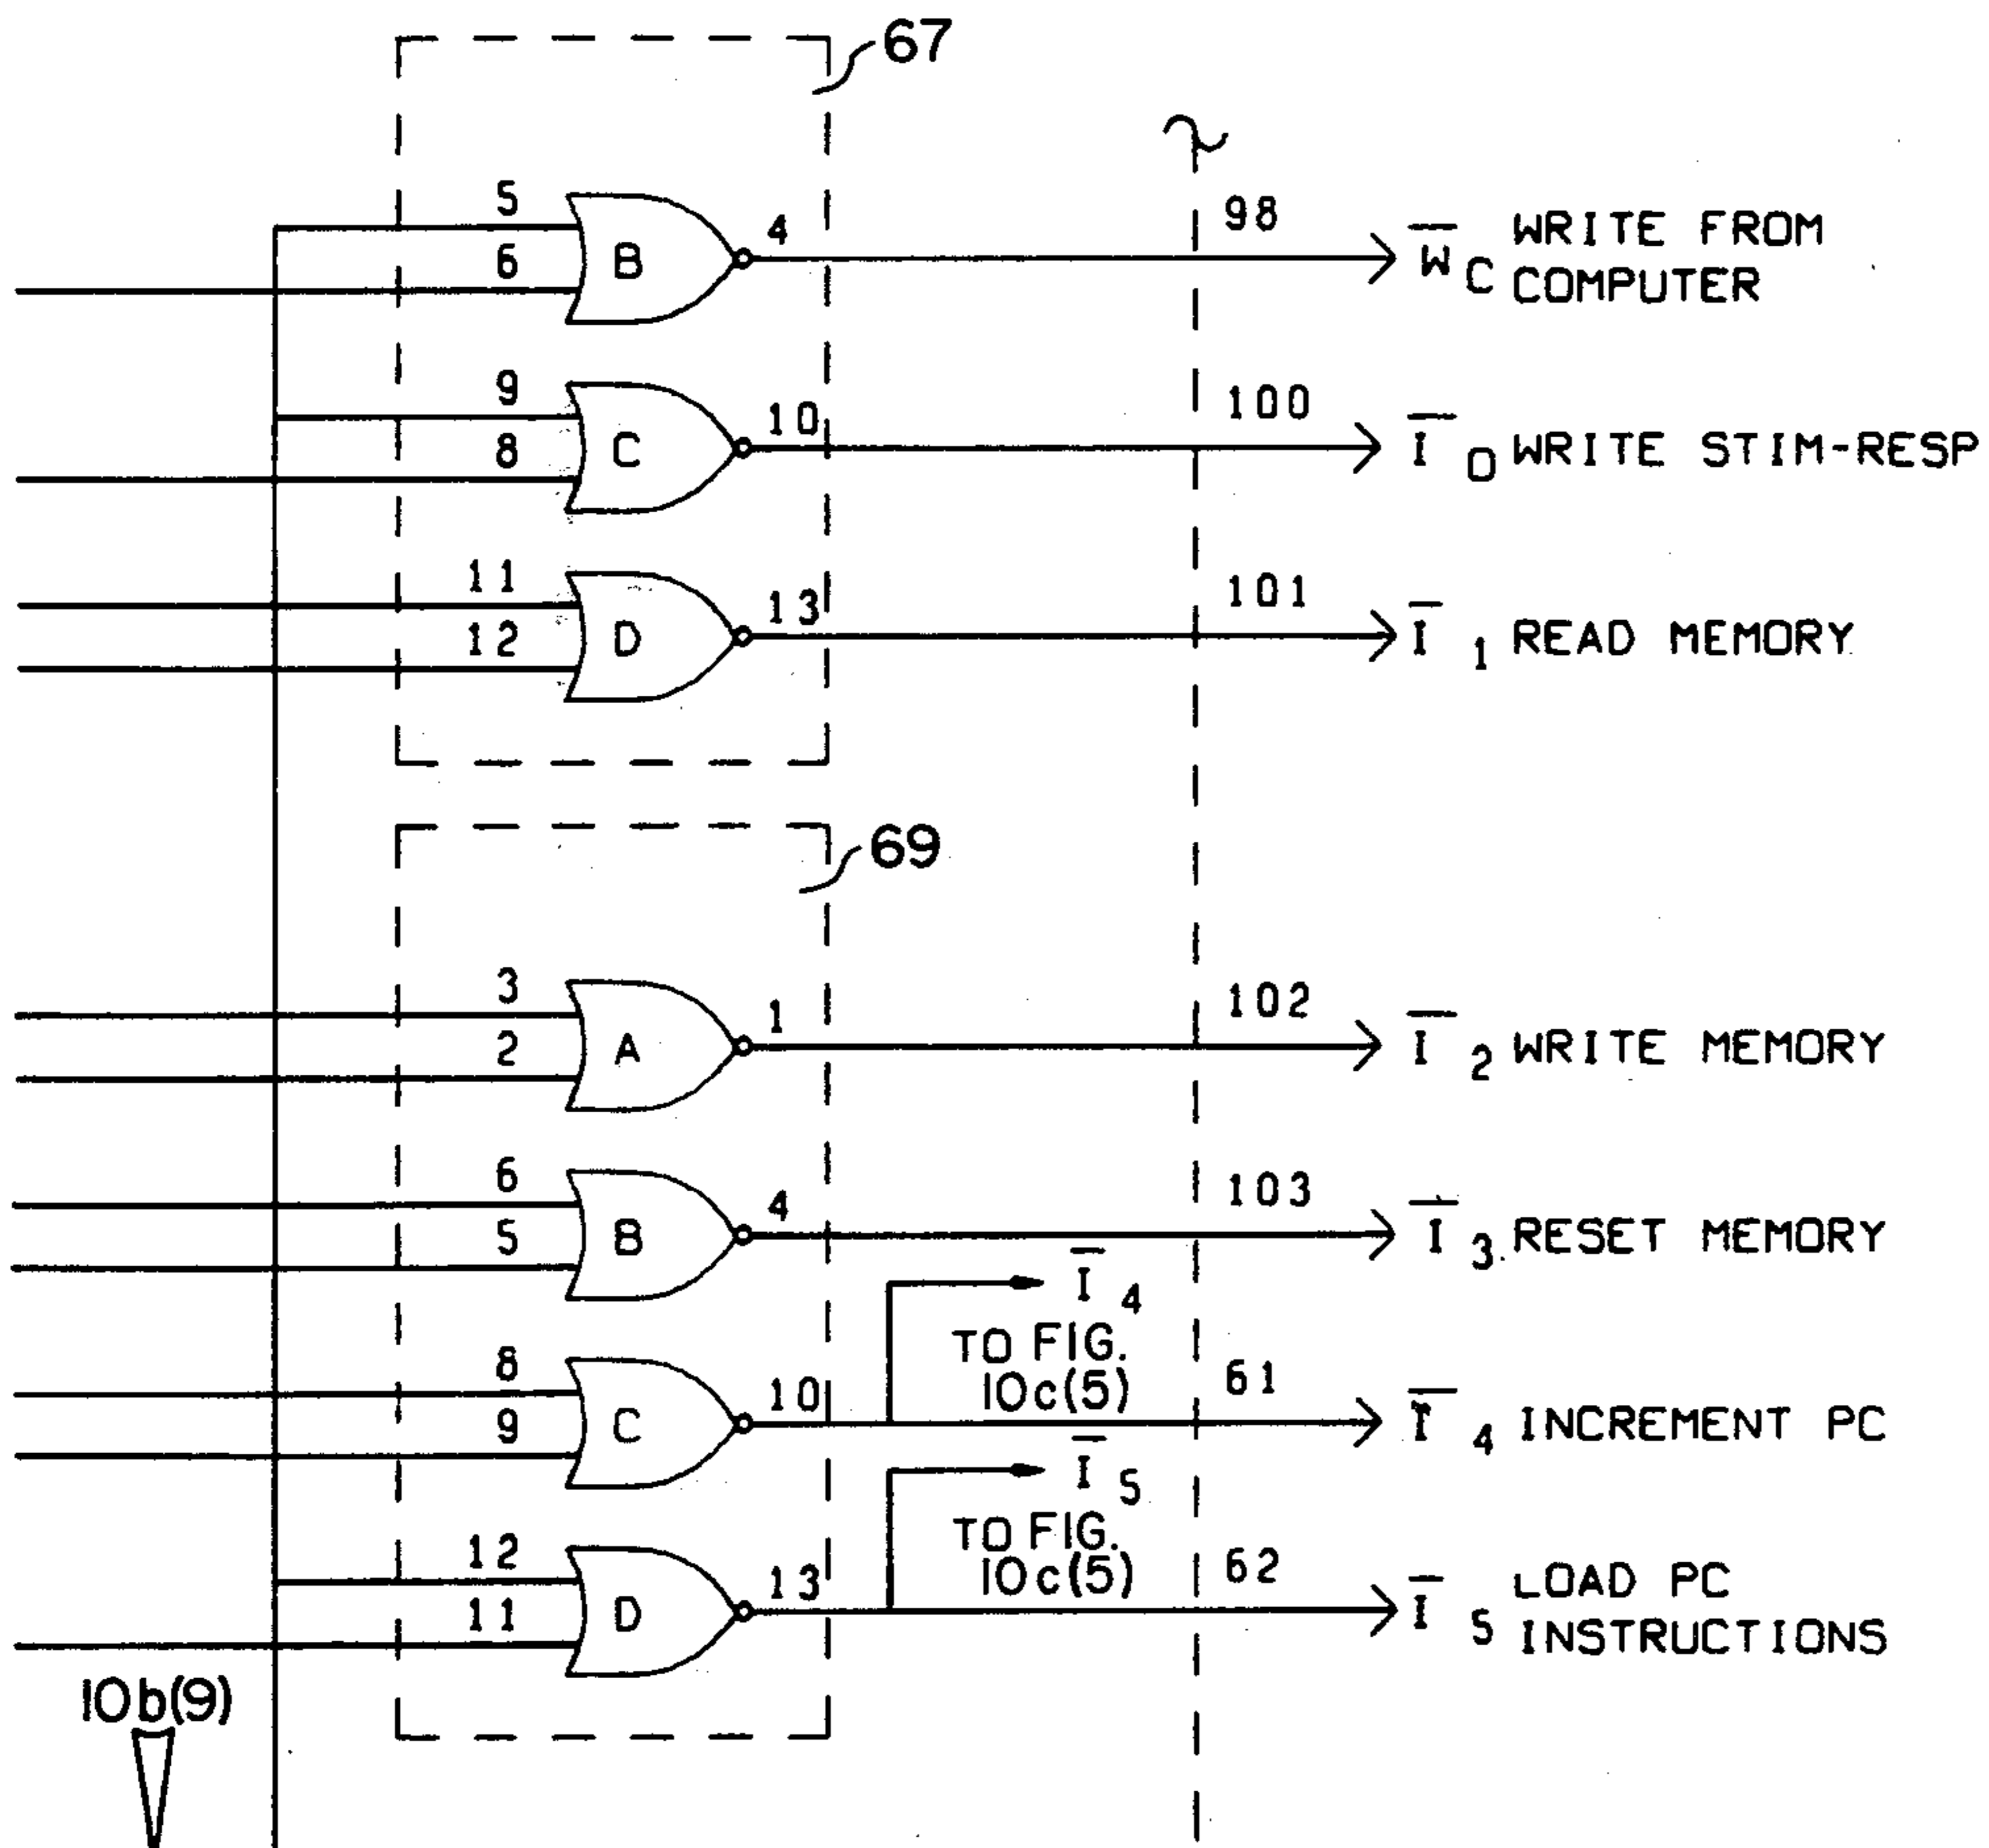 67
5
6
B
4
98
W̅ C WRITE FROM
COMPUTER
9
8
C
10
100
I̅ 0 WRITE STIM-RESP
11
12
D
13
101
I̅ 1 READ MEMORY
69
3
2
A
1
102
I̅ 2 WRITE MEMORY
6
5
B
4
103
I̅ 3 RESET MEMORY
I̅ 4
TO FIG.
10c(5)
8
9
C
10
61
I̅ 4 INCREMENT PC
I̅ 5
TO FIG.
10c(5)
12
11
D
13
62
I̅ 5 LOAD PC
INSTRUCTIONS
10b(9)